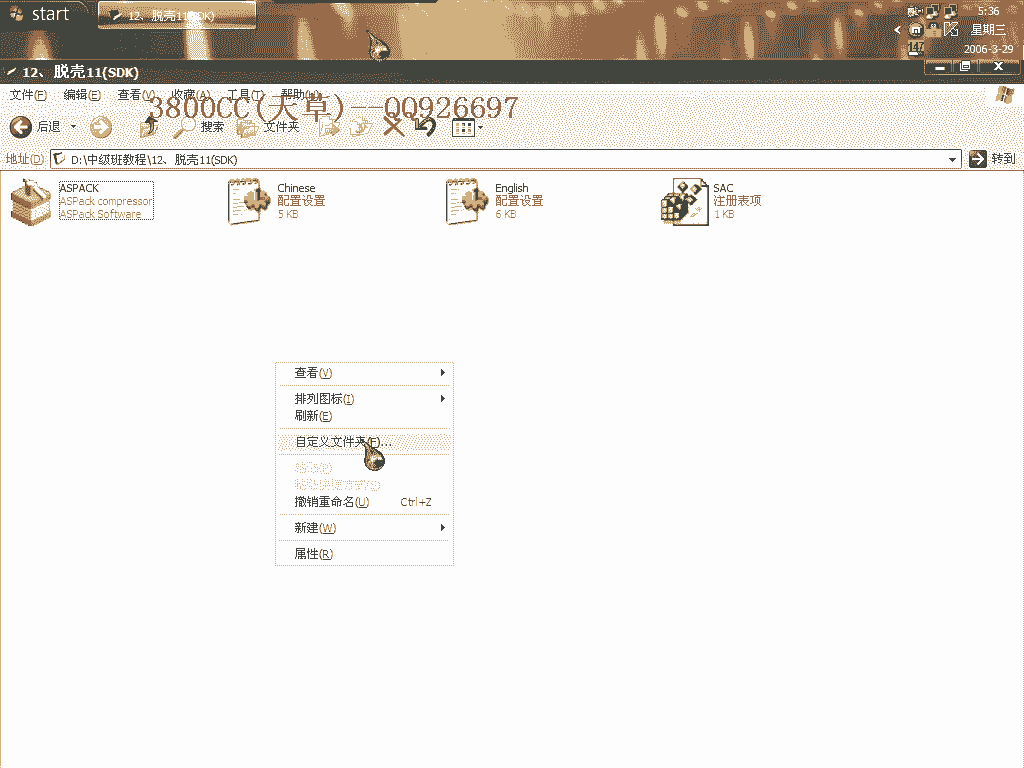 start
12、脱壳11(SDK)
5:36
星期三
2006-3-29
12、脱壳11(SDK)
文件(F) 编辑(E) 查看(V) 收藏(A) 工具(T) 帮助(H)
3800CC(天草)--QQ926697
后退 搜索 文件夹
地址(D) D:\中级班教程\12、脱壳11(SDK) 转到
ASPACK
ASPack compressor
ASPack Software
Chinese
配置设置
5 KB
English
配置设置
6 KB
SAC
注册表项
1 KB
查看(V)
排列图标(I)
刷新(E)
自定义文件夹(F)...
粘贴(P)
粘贴快捷方式(S)
撤销重命名(U) Ctrl+Z
新建(W)
属性(R)